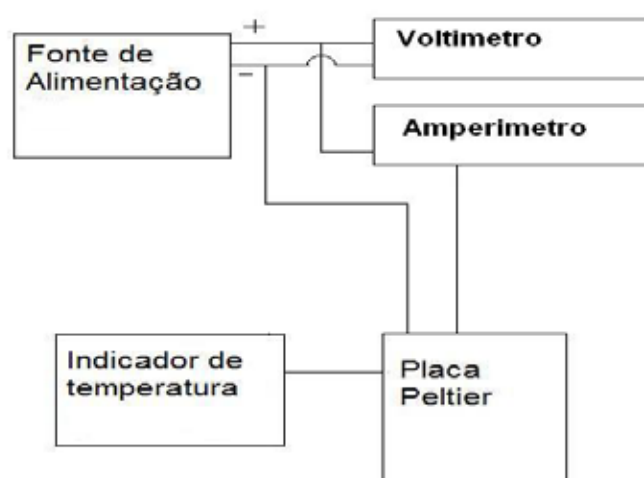 +
Voltimetro
Fonte de
Alimentação
-
Amperimetro
Indicador de
temperatura
Placa
Peltier